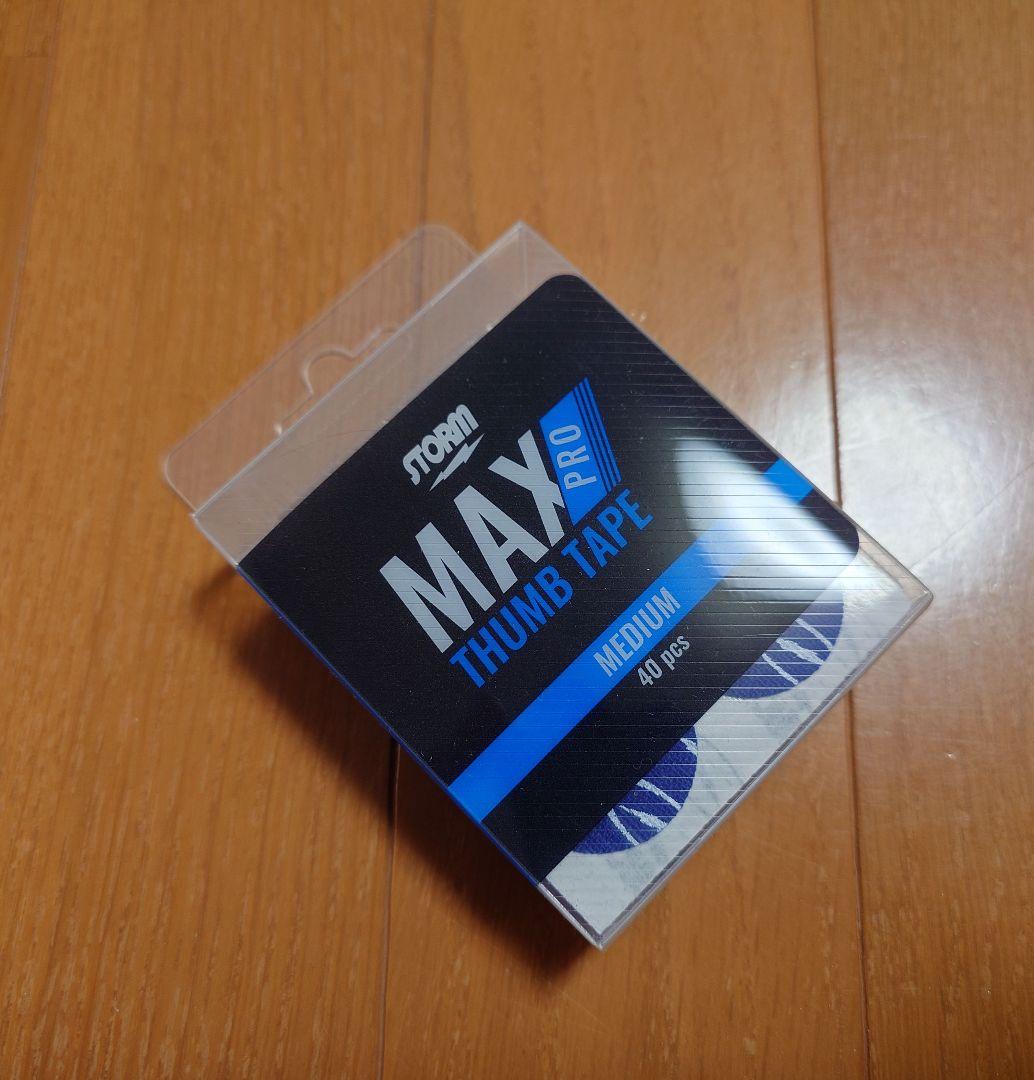 STORM
MAX PRO
THUMB TAPE
MEDIUM
40 pcs